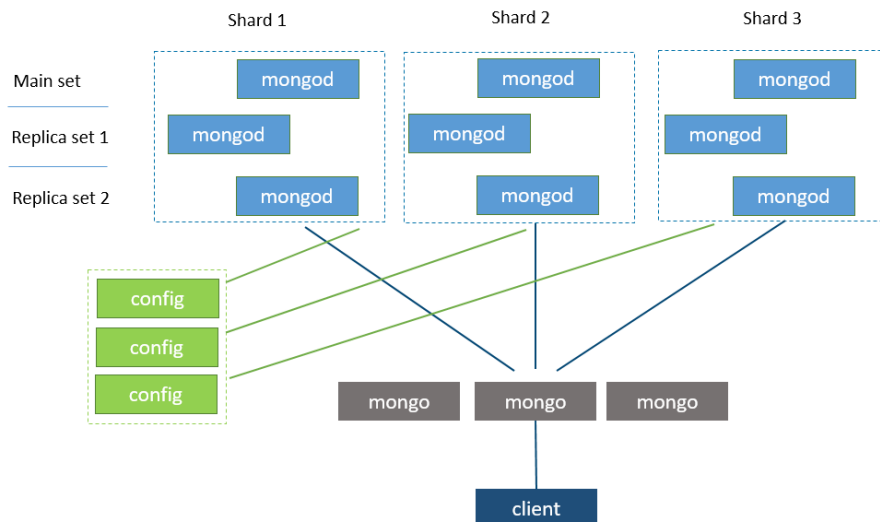 Shard 1
Shard 2
Shard 3
Main set
mongod
mongod
mongod
Replica set 1
mongod
mongod
mongod
Replica set 2
mongod
mongod
mongod
config
config
config
mongo
mongo
mongo
client